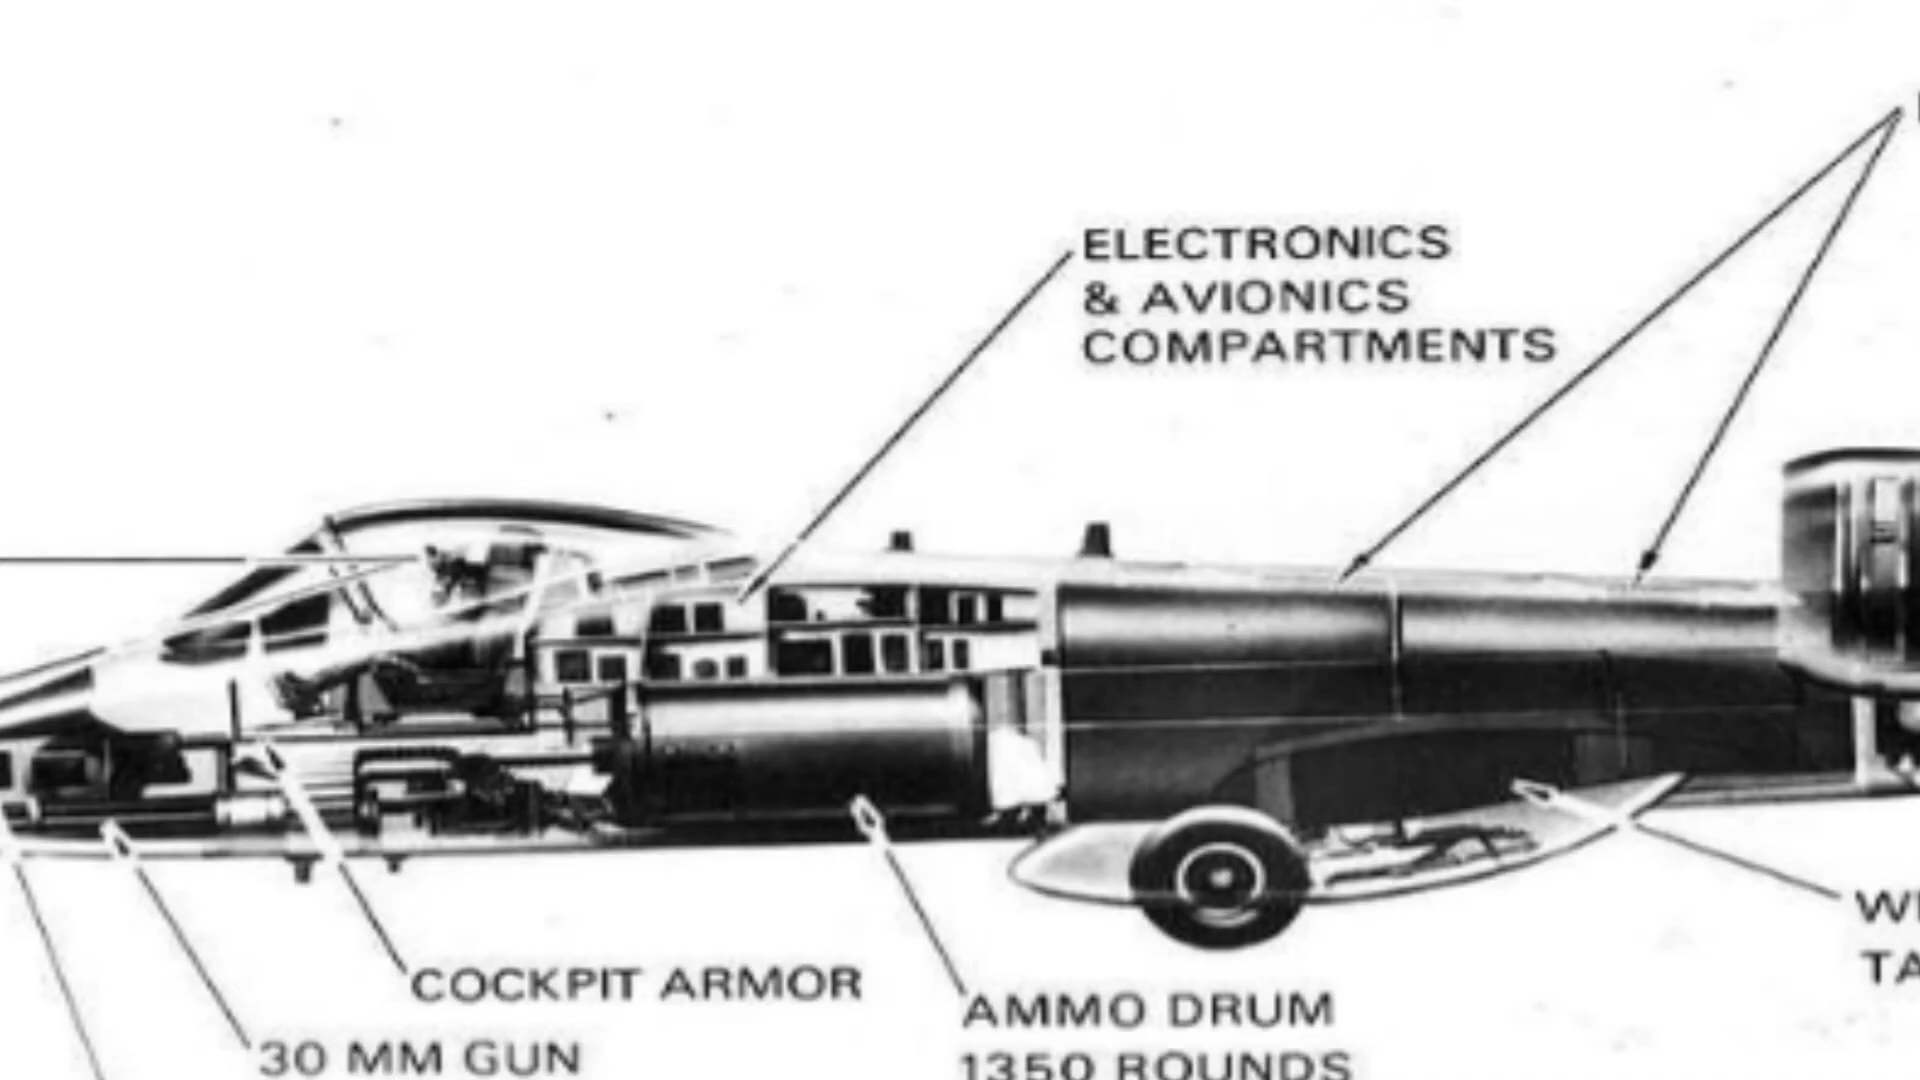 ELECTRONICS
& AVIONICS
COMPARTMENTS
COCKPIT ARMOR
30 MM GUN
AMMO DRUM
1350 ROUNDS